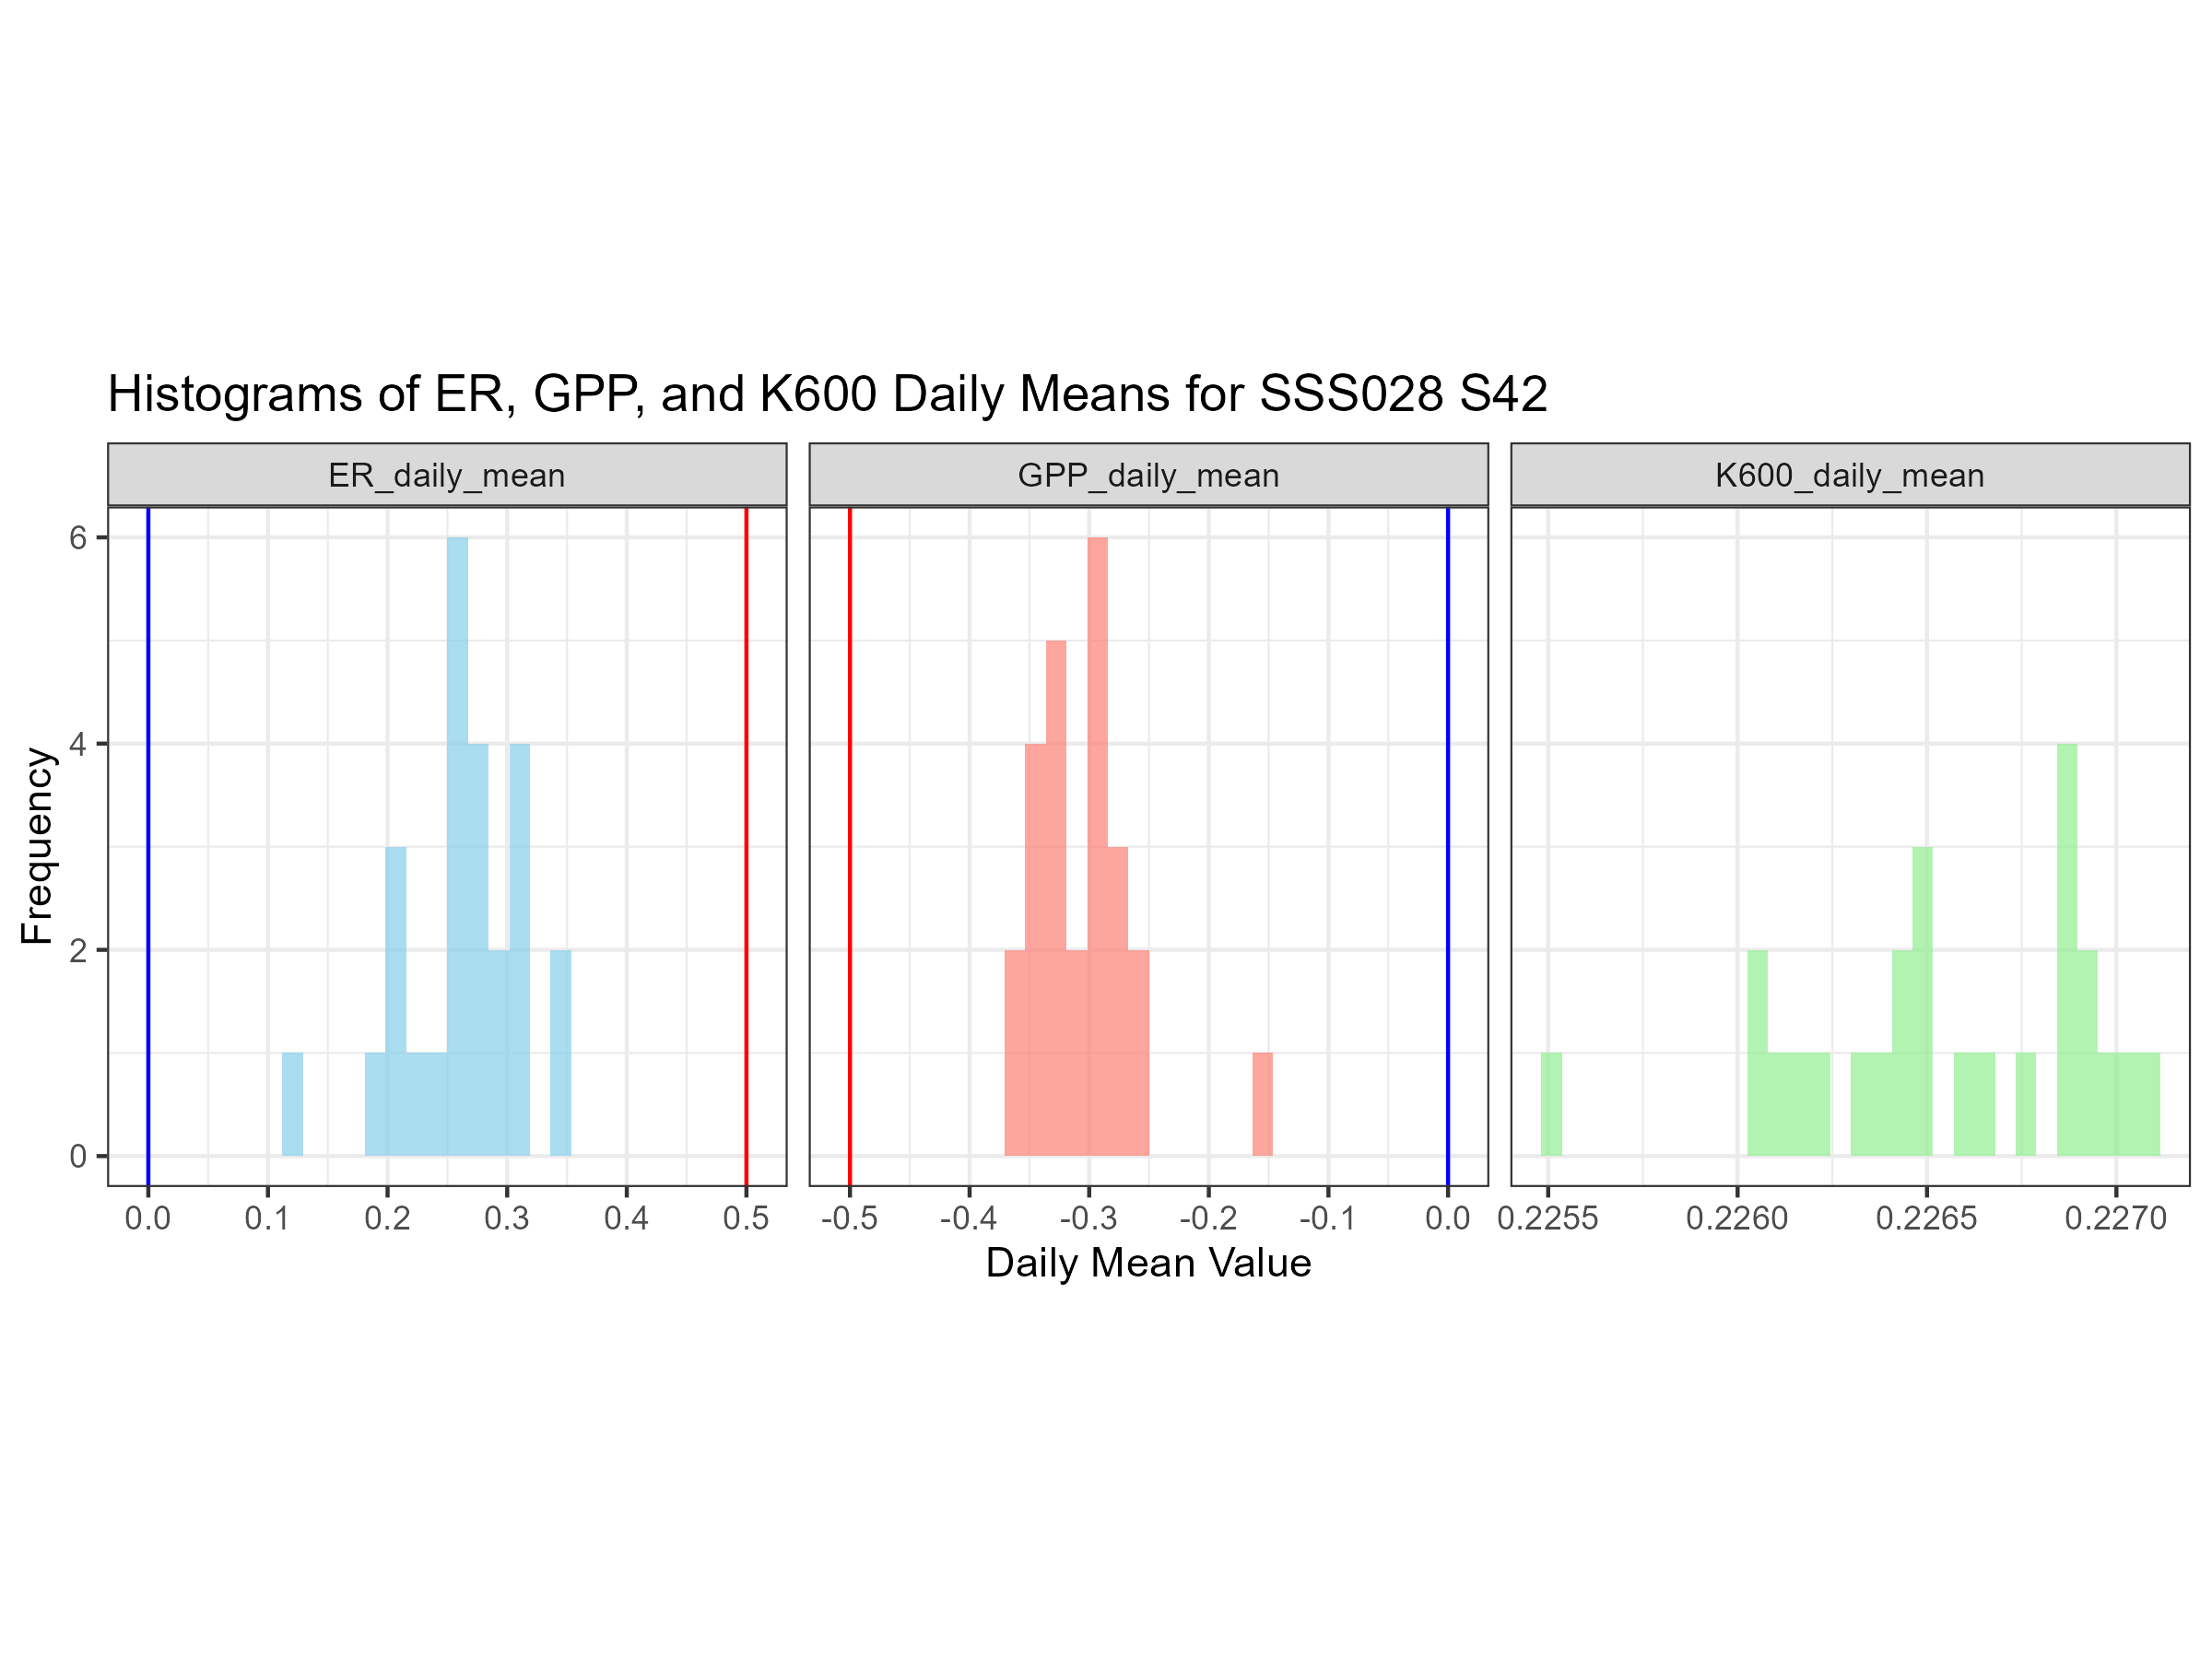 Histograms of ER, GPP, and K600 Daily Means for SSS028 S42
ER_daily_mean GPP_daily_mean K600_daily_mean
Frequency
6
4
2
0
0.0 0.1 0.2 0.3 0.4 0.5 -0.5 -0.4 -0.3 -0.2 -0.1 0.0 0.2255 0.2260 0.2265 0.2270
Daily Mean Value